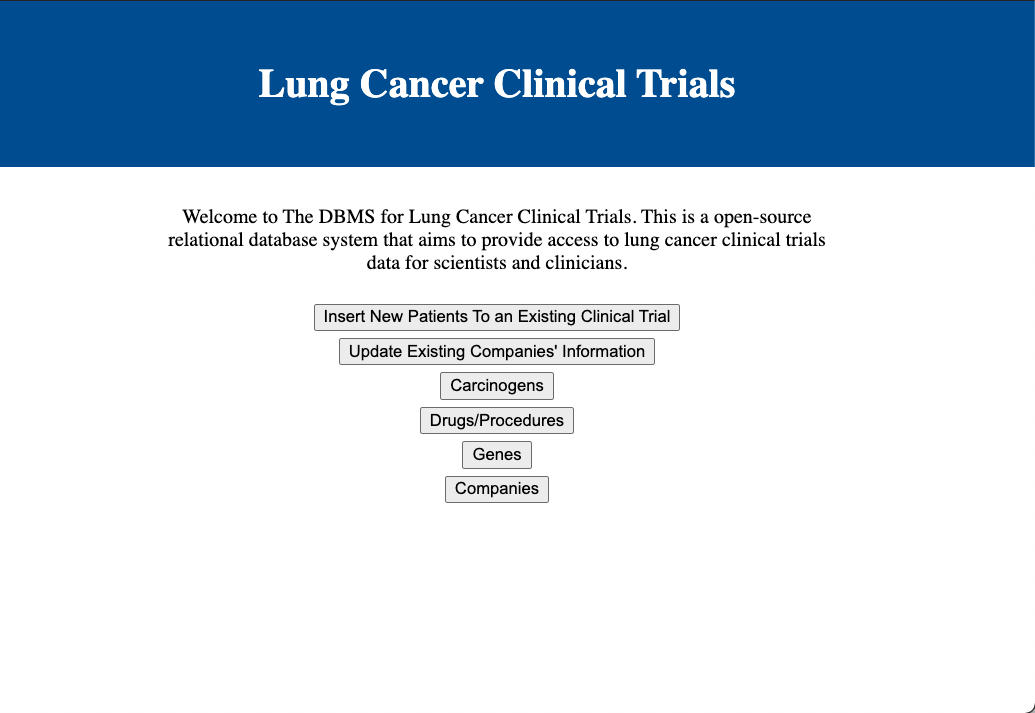 Lung Cancer Clinical Trials
Welcome to The DBMS for Lung Cancer Clinical Trials. This is a open-source
relational database system that aims to provide access to lung cancer clinical trials
data for scientists and clinicians.
Insert New Patients To an Existing Clinical Trial
Update Existing Companies' Information
Carcinogens
Drugs/Procedures
Genes
Companies